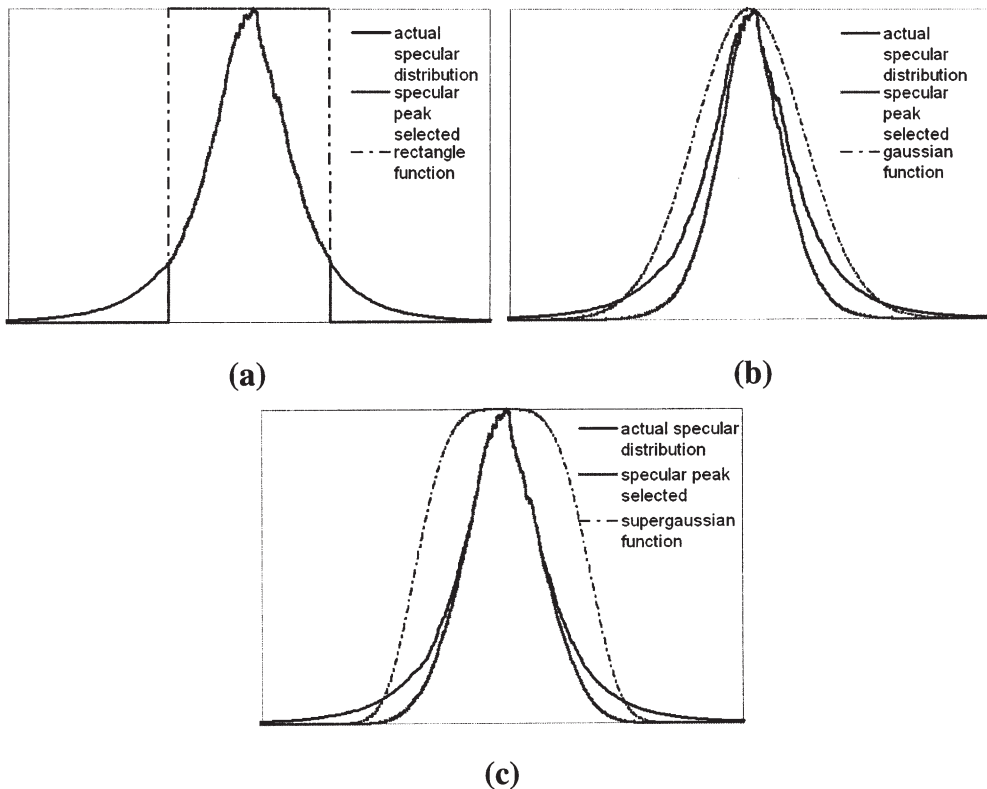 actual
specular
distribution
specular
peak
selected
rectangle
function
(a)
actual
specular
distribution
specular
peak
selected
gaussian
function
(b)
actual specular
distribution
specular peak
selected
supergaussian
function
(c)